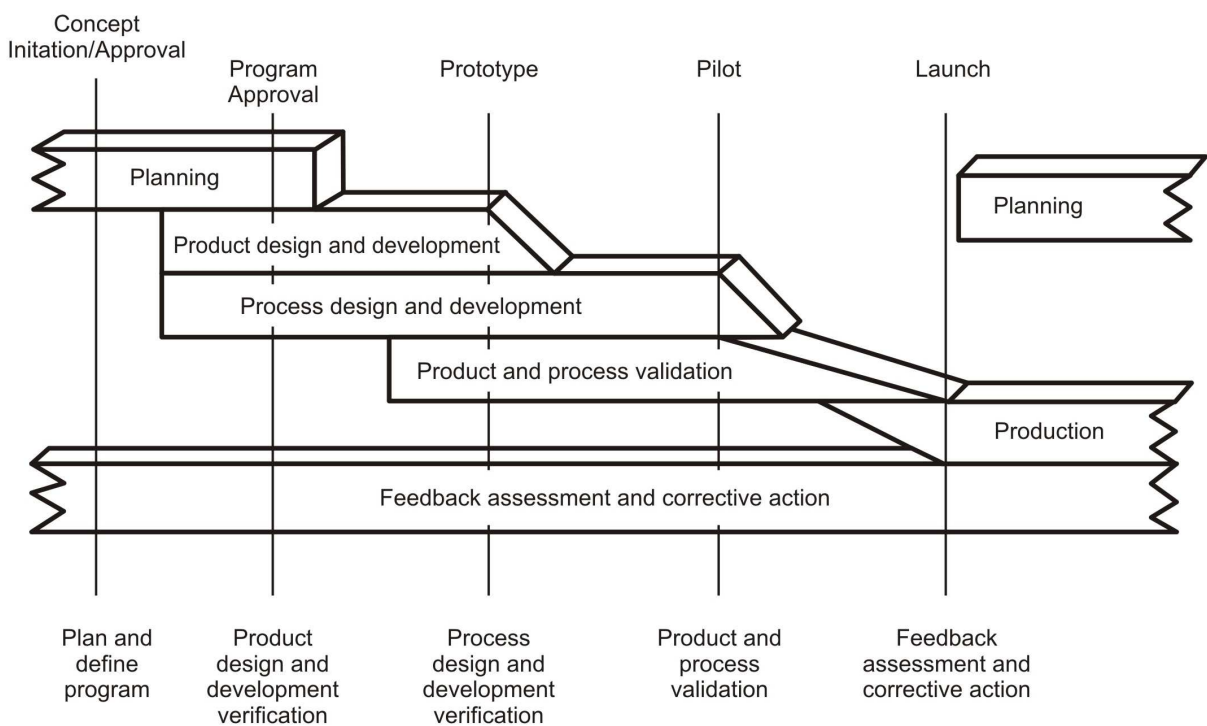 Concept
Initation/Approval
Program
Approval
Prototype
Pilot
Launch
Planning
Planning
Product design and development
Process design and development
Product and process validation
Production
Feedback assessment and corrective action
Plan and
define
program
Product
design and
development
verification
Process
design and
development
verification
Product and
process
validation
Feedback
assessment and
corrective action